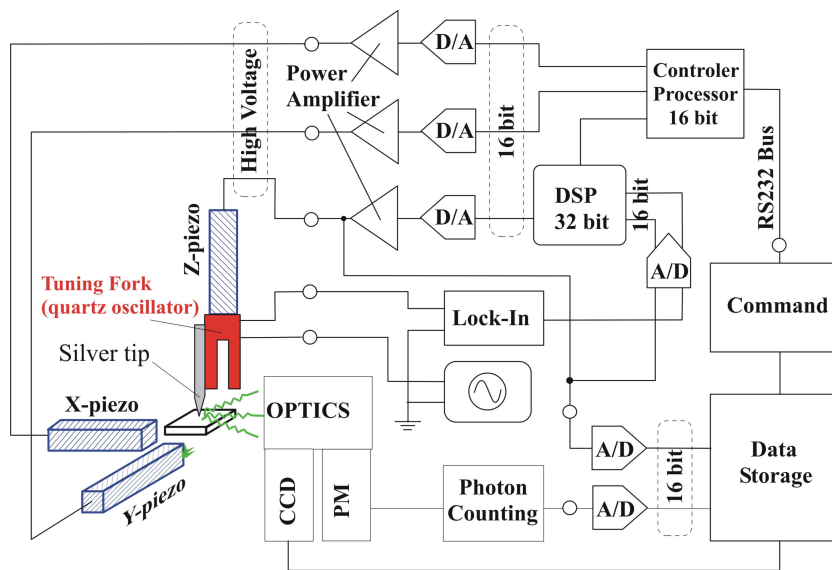 D/A
Power
Amplifier
High Voltage
D/A
16 bit
D/A
Controler
Processor
16 bit
RS232 Bus
DSP
32 bit
16 bit
A/D
Z-piezo
Tuning Fork
(quartz oscillator)
Silver tip
Lock-In
Command
X-piezo
Y-piezo
OPTICS
CCD
PM
Photon
Counting
A/D
A/D
16 bit
Data
Storage